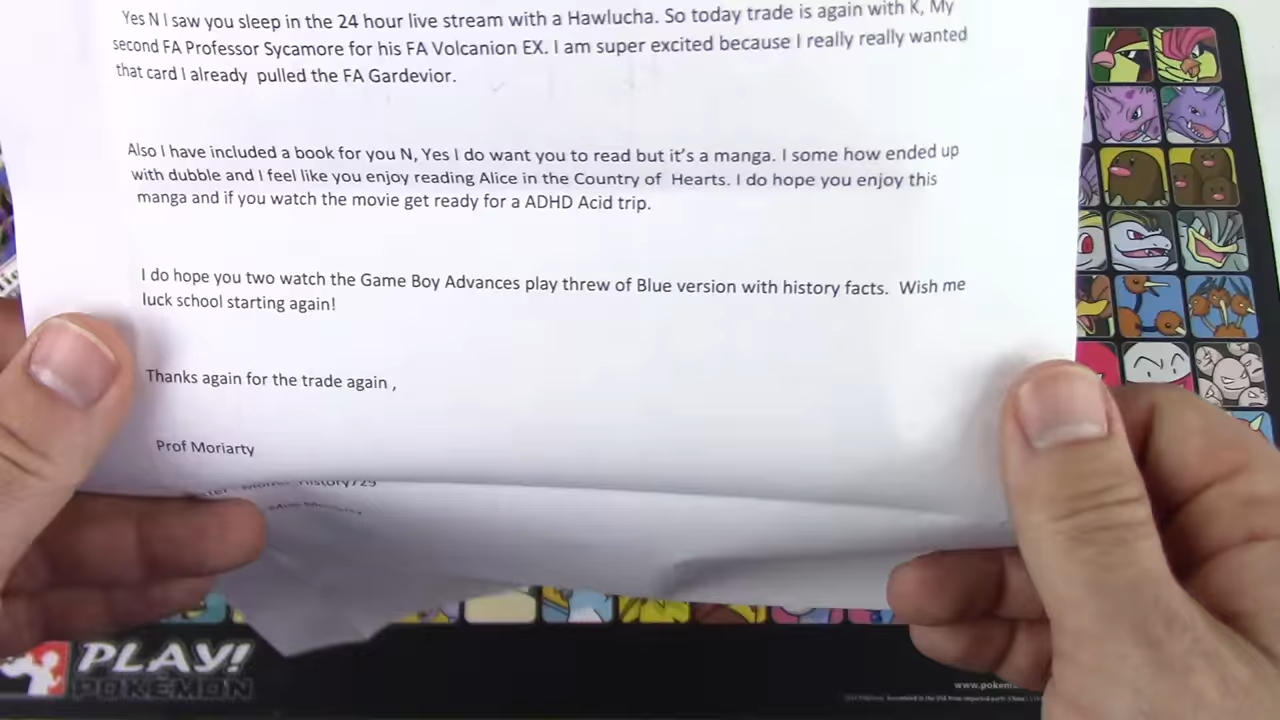 Yes N I saw you sleep in the 24 hour live stream with a Hawlucha. So today trade is again with K, My
second FA Professor Sycamore for his FA Volcanion EX. I am super excited because I really really wanted
that card I already pulled the FA Gardevior.
Also I have included a book for you N, Yes I do want you to read but it's a manga. I some how ended up
with dubble and I feel like you enjoy reading Alice in the Country of Hearts. I do hope you enjoy this
manga and if you watch the movie get ready for a ADHD Acid trip.
I do hope you two watch the Game Boy Advances play threw of Blue version with history facts. Wish me
luck school starting again!
Thanks again for the trade again ,
Prof Moriarty
PLAY!
POKÉMON